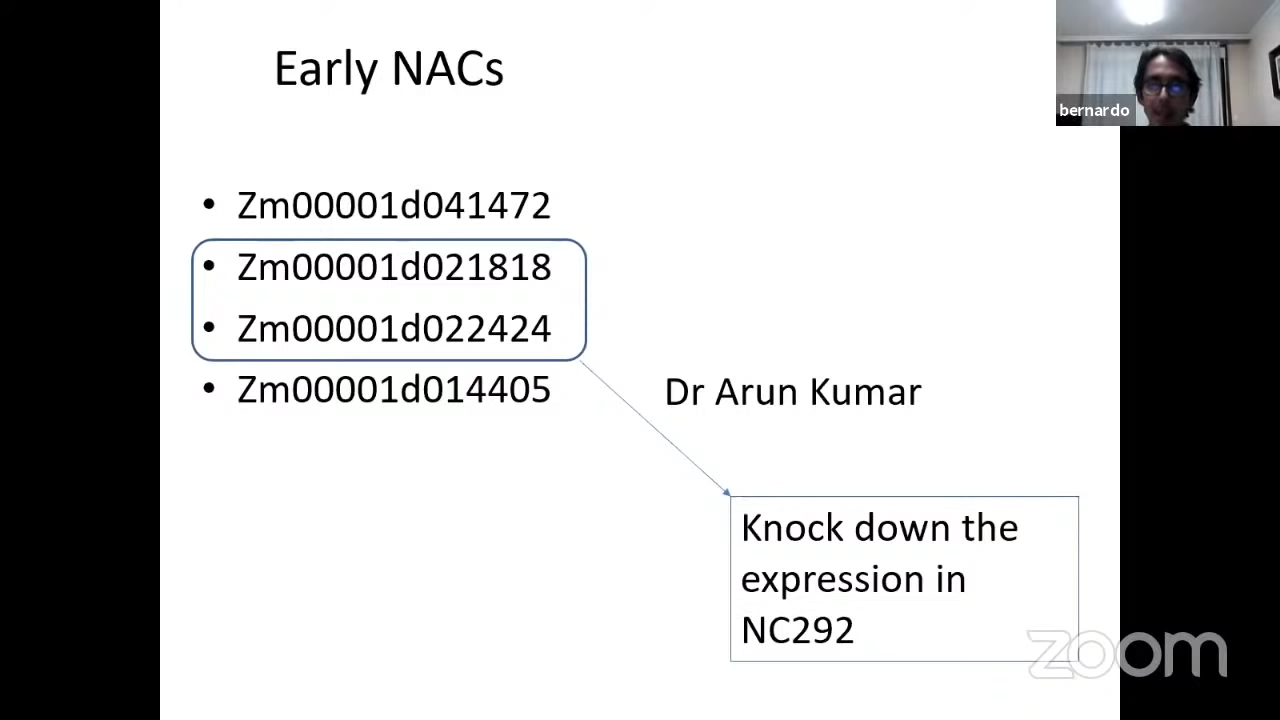 Early NACs
bernardo
• Zm00001d041472
• Zm00001d021818
• Zm00001d022424
• Zm00001d014405
Dr Arun Kumar
Knock down the
expression in
NC292
zoom